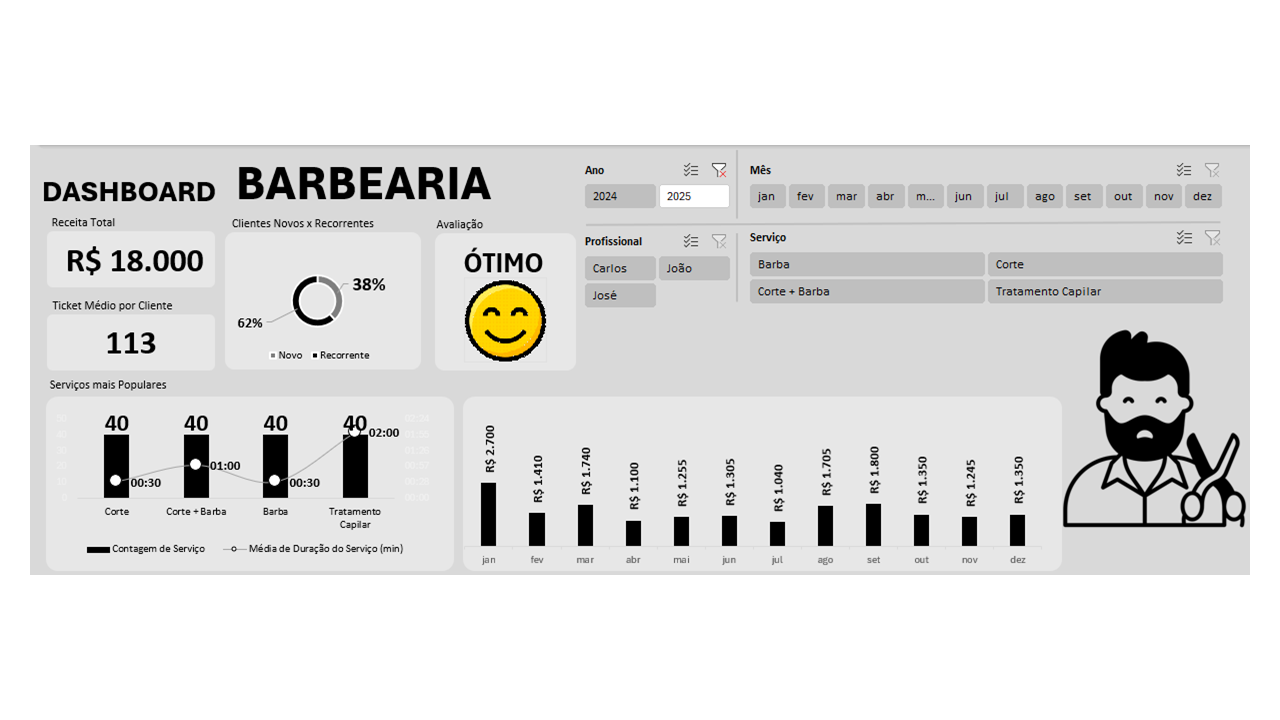 DASHBOARD BARBEARIA
Receita Total
R$ 18.000
Ticket Médio por Cliente
113
Clientes Novos x Recorrentes
38%
62%
Novo Recorrente
Avaliação
ÓTIMO
Ano
2024 2025
Mês
jan fev mar abr m... jun jul ago set out nov dez
Profissional
Carlos João
José
Serviço
Barba Corte
Corte + Barba Tratamento Capilar
Serviços mais Populares
40 40 40 40
02:00
01:00
00:30 00:30
Corte Corte + Barba Barba Tratamento
Capilar
Contagem de Serviço Média de Duração do Serviço (min)
R$ 2.700 R$ 1.410 R$ 1.740 R$ 1.100 R$ 1.255 R$ 1.305 R$ 1.040 R$ 1.705 R$ 1.800 R$ 1.350 R$ 1.245 R$ 1.350
jan fev mar abr mai jun jul ago set out nov dez